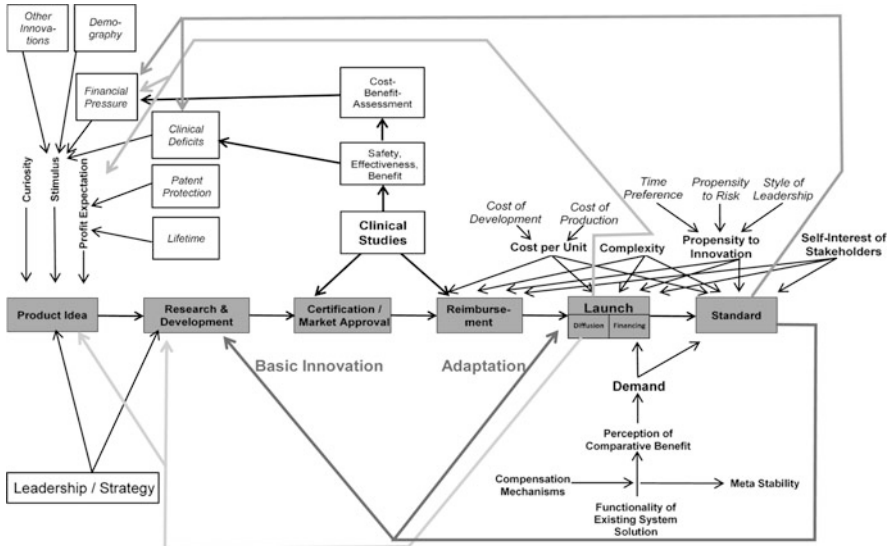 Other
Innova-
tions
Demo-
graphy
Financial
Pressure
Cost-
Benefit-
Assessment
Clinical
Deficits
Safety,
Effectiveness,
Benefit
Curiosity
Stimulus
Profit Expectation
Patent
Protection
Lifetime
Clinical
Studies
Cost of
Development
Cost of
Production
Time
Preference
Propensity
to Risk
Style of
Leadership
Cost per Unit
Complexity
Propensity to
Innovation
Self-Interest of
Stakeholders
Product Idea
Research &
Development
Certification /
Market Approval
Reimburse-
ment
Launch
Diffusion
Financing
Standard
Basic Innovation
Adaptation
Demand
Perception of
Comparative Benefit
Leadership / Strategy
Compensation
Mechanisms
Meta Stability
Functionality of
Existing System
Solution